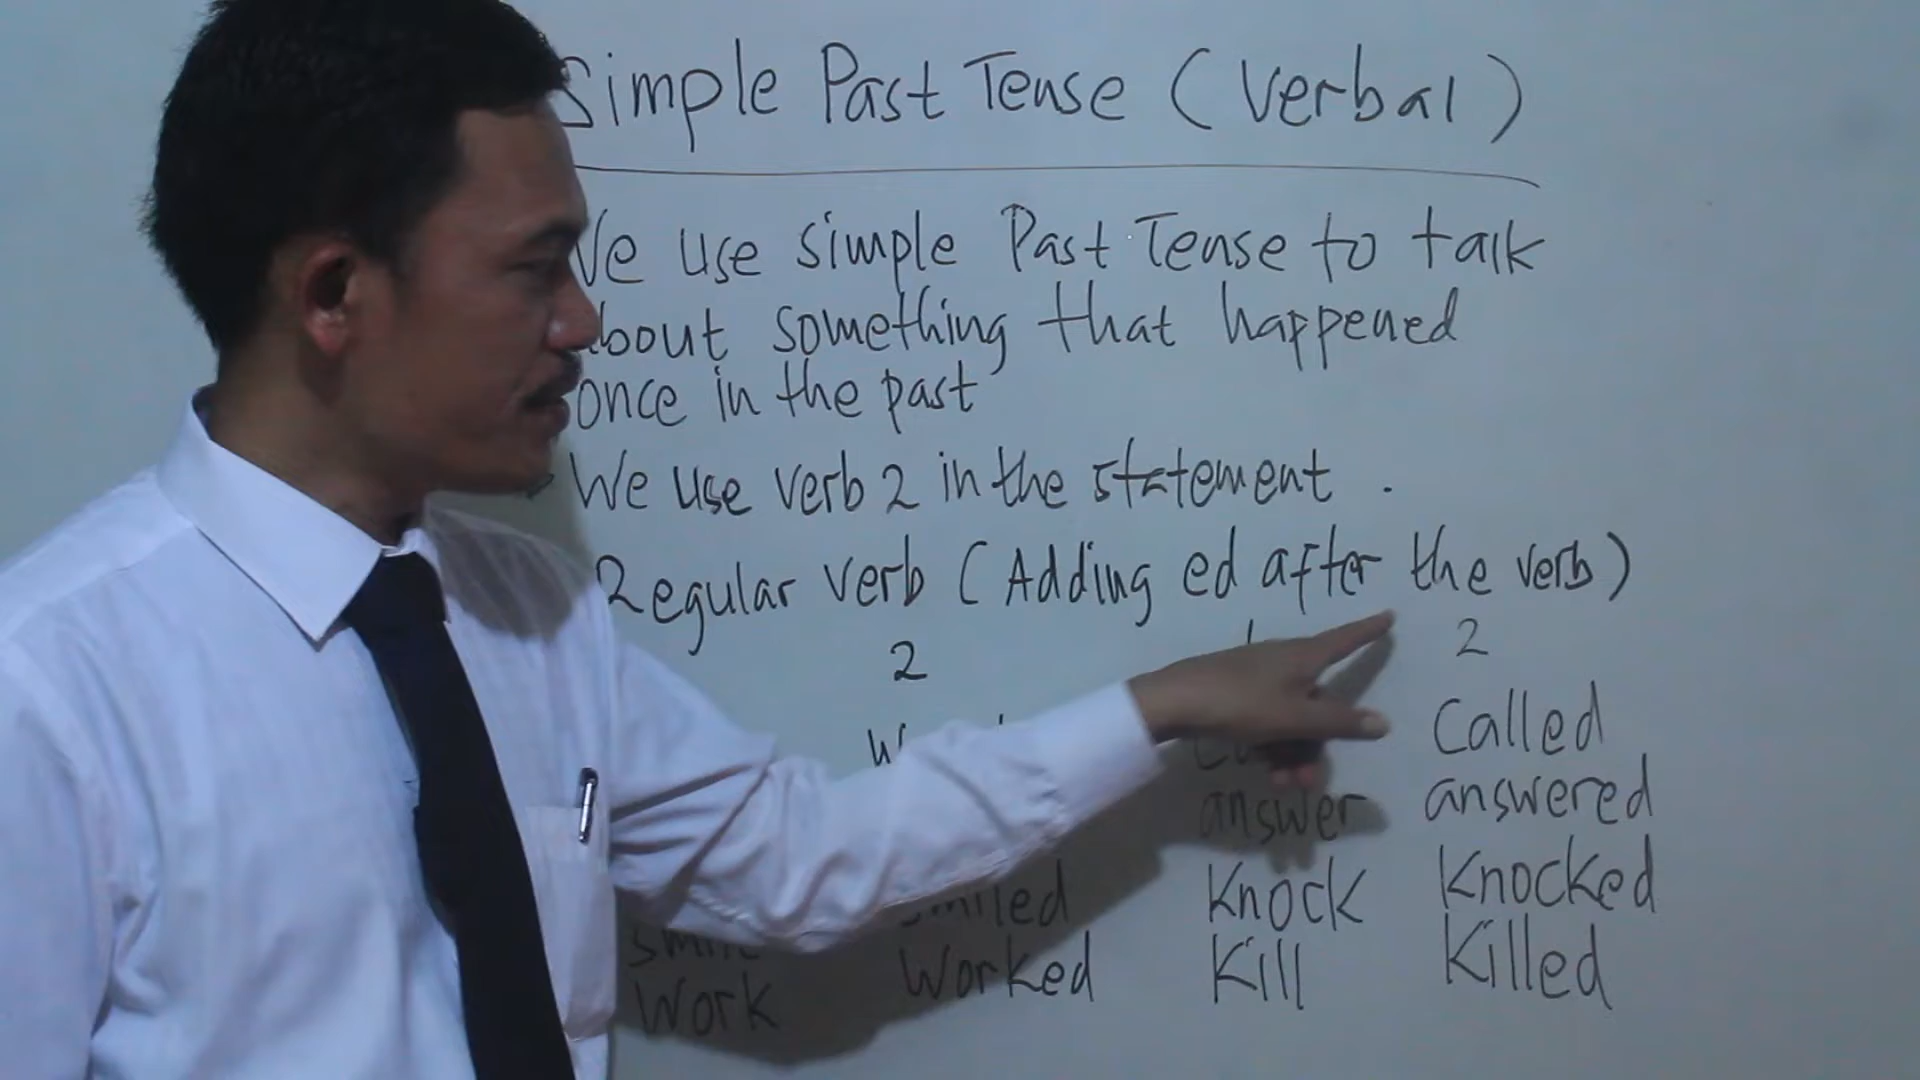 Simple Past Tense (Verbal)
We use simple Past Tense to talk
about something that happened
once in the past
We use verb 2 in the statement .
Regular verb (Adding ed after the verb)
2 2
Called
answer answered
smiled Knock Knocked
smile Worked Kill Killed
Work